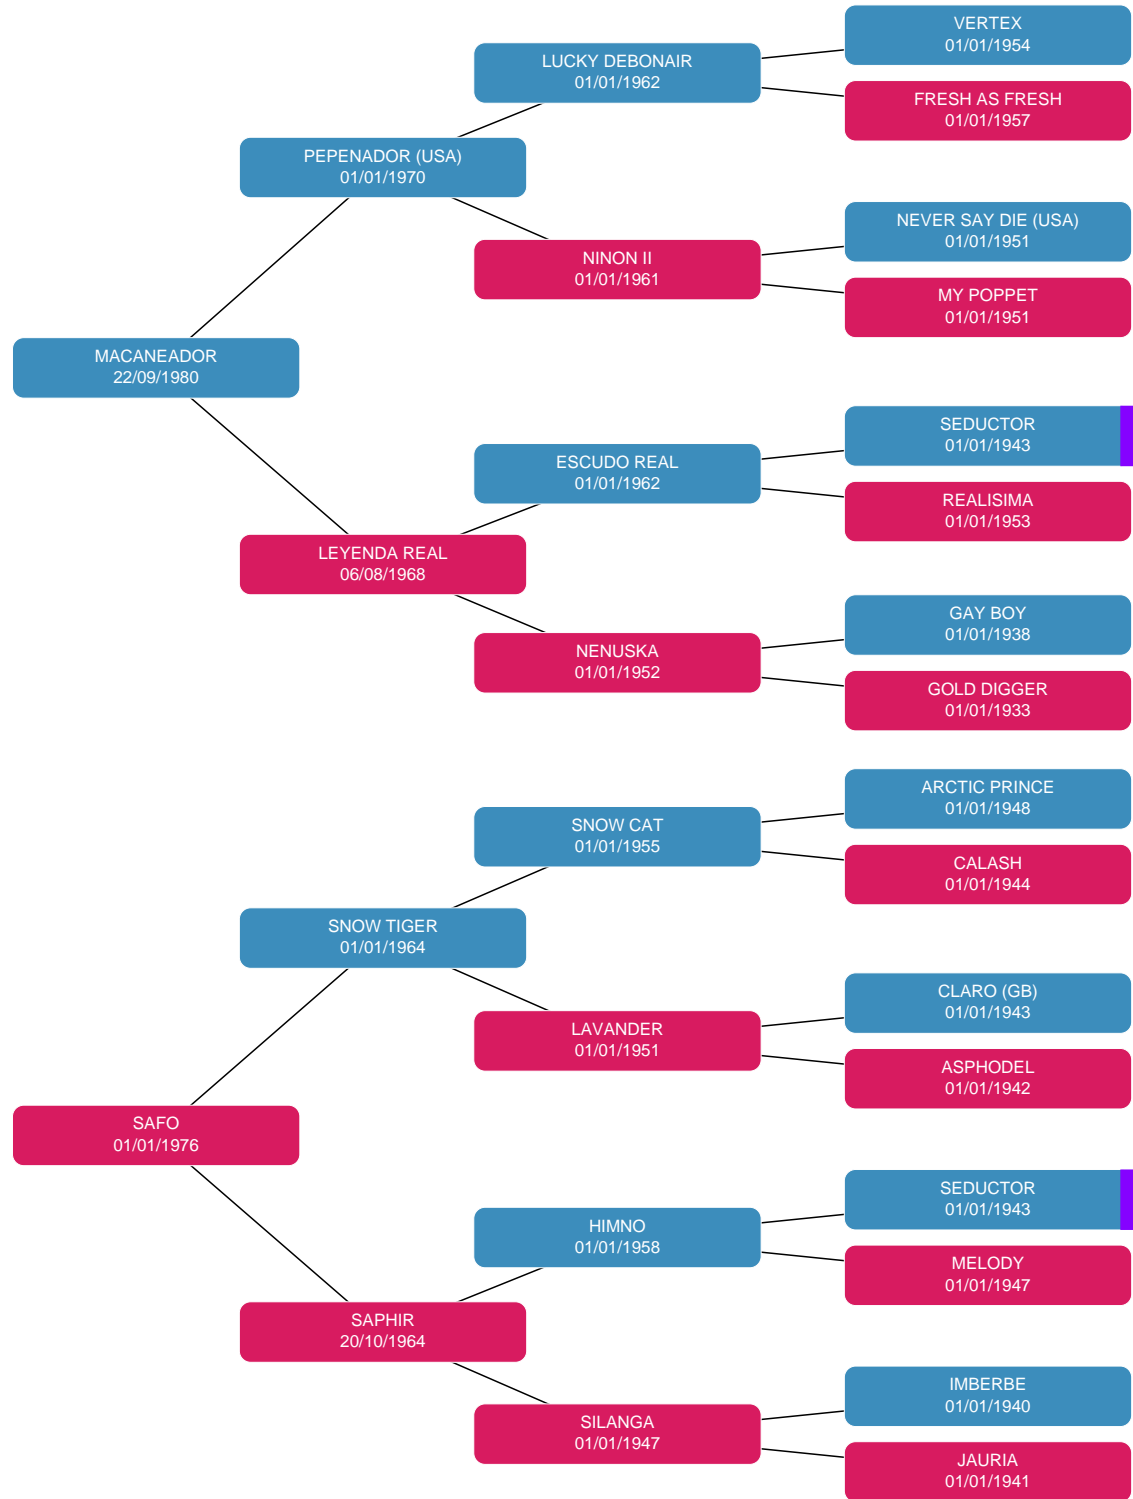 VERTEX
01/01/1954
LUCKY DEBONAIR
01/01/1962
FRESH AS FRESH
01/01/1957
PEPENADOR (USA)
01/01/1970
NEVER SAY DIE (USA)
01/01/1951
NINON II
01/01/1961
MY POPPET
01/01/1951
MACANEADOR
22/09/1980
SEDUCTOR
01/01/1943
ESCUDO REAL
01/01/1962
REALISIMA
01/01/1953
LEYENDA REAL
06/08/1968
GAY BOY
01/01/1938
NENUSKA
01/01/1952
GOLD DIGGER
01/01/1933
ARCTIC PRINCE
01/01/1948
SNOW CAT
01/01/1955
CALASH
01/01/1944
SNOW TIGER
01/01/1964
CLARO (GB)
01/01/1943
LAVANDER
01/01/1951
ASPHODEL
01/01/1942
SAFO
01/01/1976
SEDUCTOR
01/01/1943
HIMNO
01/01/1958
MELODY
01/01/1947
SAPHIR
20/10/1964
IMBERBE
01/01/1940
SILANGA
01/01/1947
JAURIA
01/01/1941